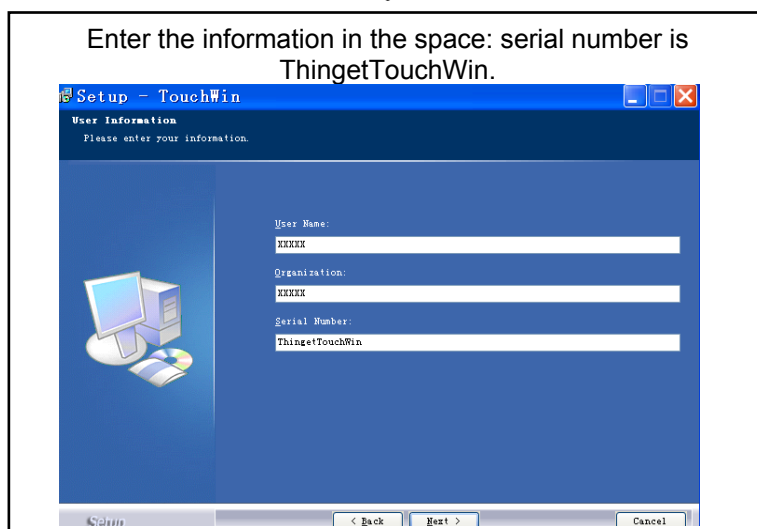 Enter the information in the space: serial number is
ThingetTouchWin.
Setup - TouchWin
User Information
Please enter your information.
User Name:
XXXXX
Organization:
XXXXX
Serial Number:
ThingetTouchWin
Setup
< Back
Next >
Cancel